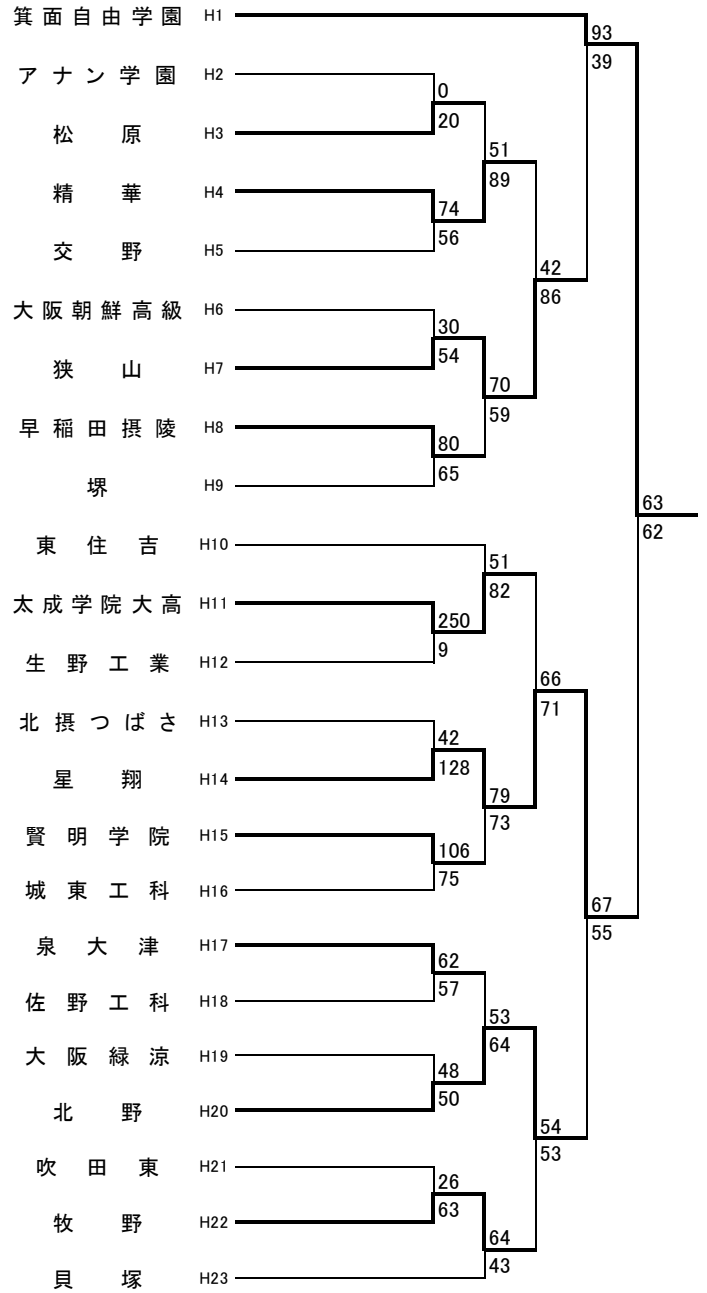 箕面自由学園 H1
93
39
アナン学園 H2
0
20
松原 H3
51
89
精華 H4
74
56
交野 H5
42
86
大阪朝鮮高級 H6
30
54
狭山 H7
70
59
早稲田摂陵 H8
80
65
堺 H9
63
62
東住吉 H10
51
82
太成学院大高 H11
250
9
生野工業 H12
66
71
北摂つばさ H13
42
128
星翔 H14
79
73
賢明学院 H15
106
75
城東工科 H16
67
55
泉大津 H17
62
57
佐野工科 H18
53
64
大阪緑涼 H19
48
50
北野 H20
54
53
吹田東 H21
26
63
牧野 H22
64
43
貝塚 H23